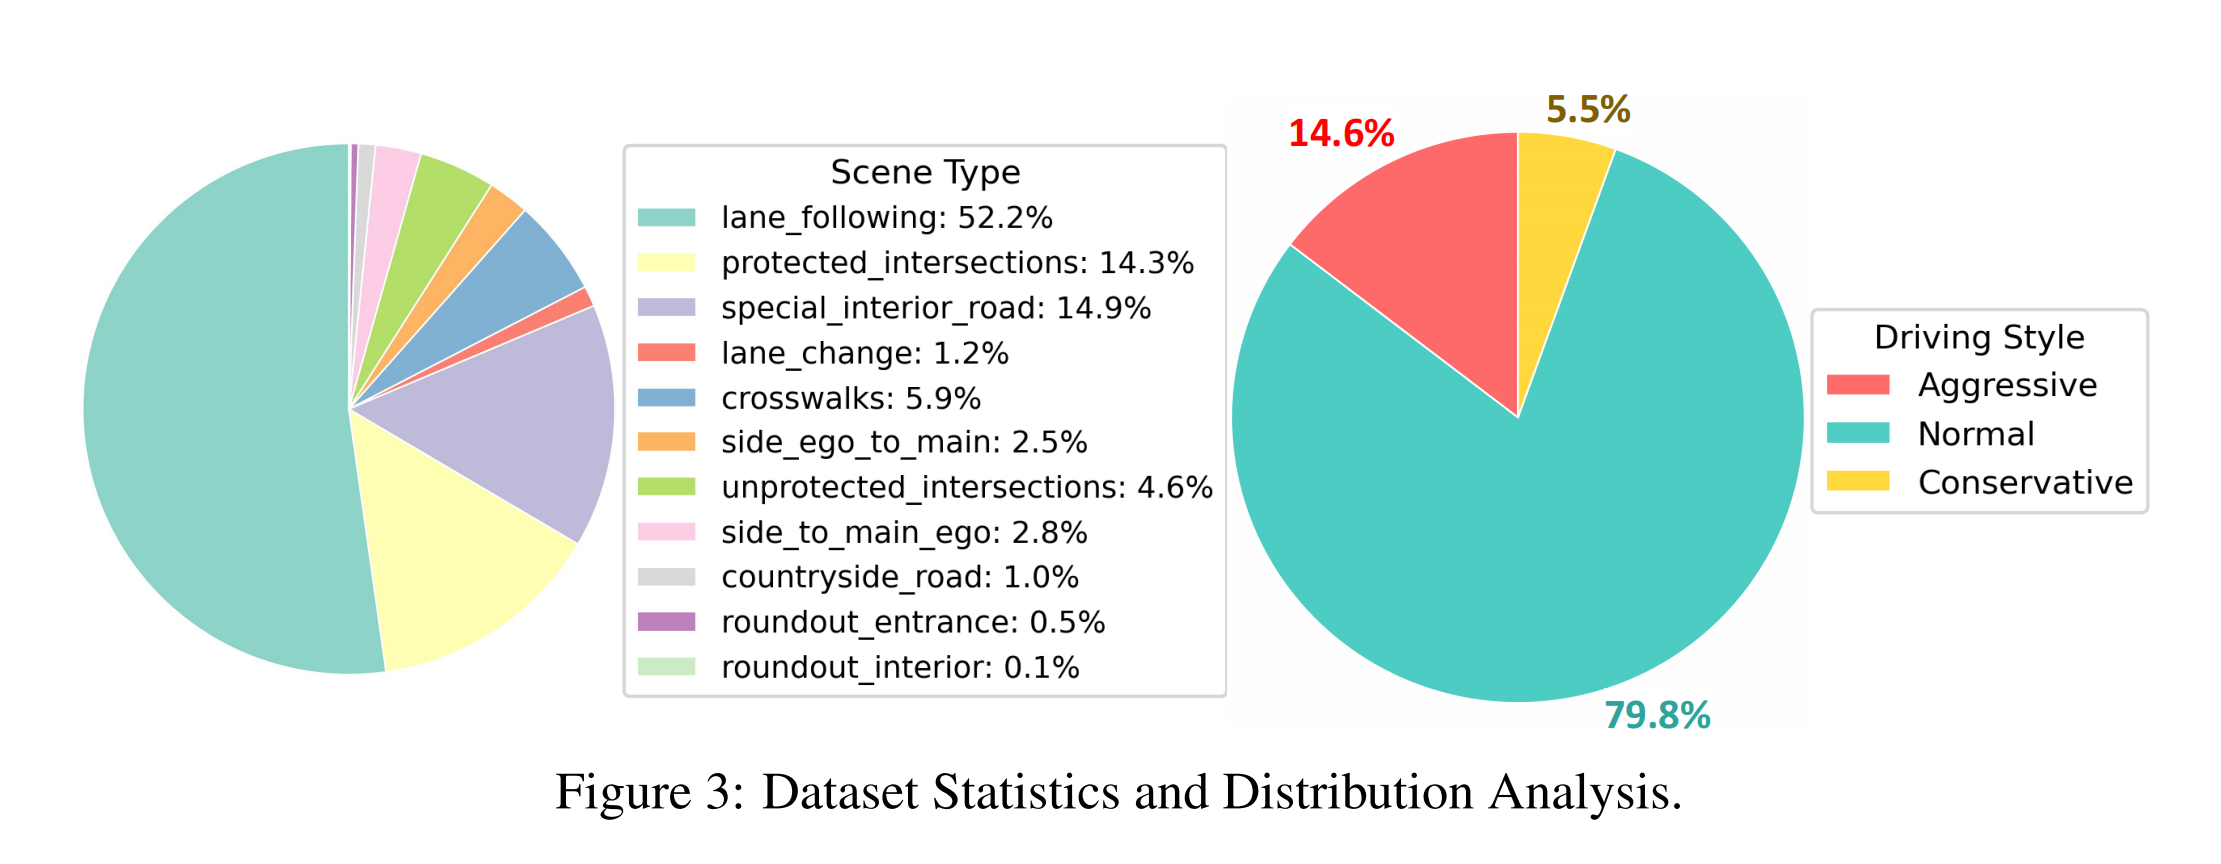 Scene Type
lane_following: 52.2%
protected_intersections: 14.3%
special_interior_road: 14.9%
lane_change: 1.2%
crosswalks: 5.9%
side_ego_to_main: 2.5%
unprotected_intersections: 4.6%
side_to_main_ego: 2.8%
countryside_road: 1.0%
roundout_entrance: 0.5%
roundout_interior: 0.1%
14.6%
5.5%
79.8%
Driving Style
Aggressive
Normal
Conservative
Figure 3: Dataset Statistics and Distribution Analysis.